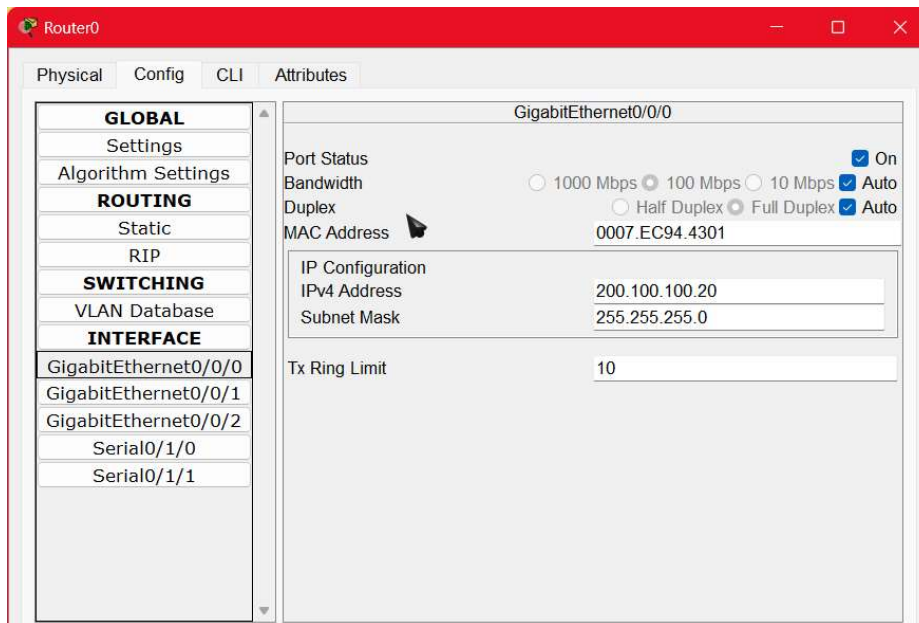 Router0
Physical Config CLI Attributes
GLOBAL
Settings
Algorithm Settings
ROUTING
Static
RIP
SWITCHING
VLAN Database
INTERFACE
GigabitEthernet0/0/0
GigabitEthernet0/0/1
GigabitEthernet0/0/2
Serial0/1/0
Serial0/1/1
GigabitEthernet0/0/0
Port Status On
Bandwidth 1000 Mbps 100 Mbps 10 Mbps Auto
Duplex Half Duplex Full Duplex Auto
MAC Address 0007.EC94.4301
IP Configuration
IPv4 Address 200.100.100.20
Subnet Mask 255.255.255.0
Tx Ring Limit 10